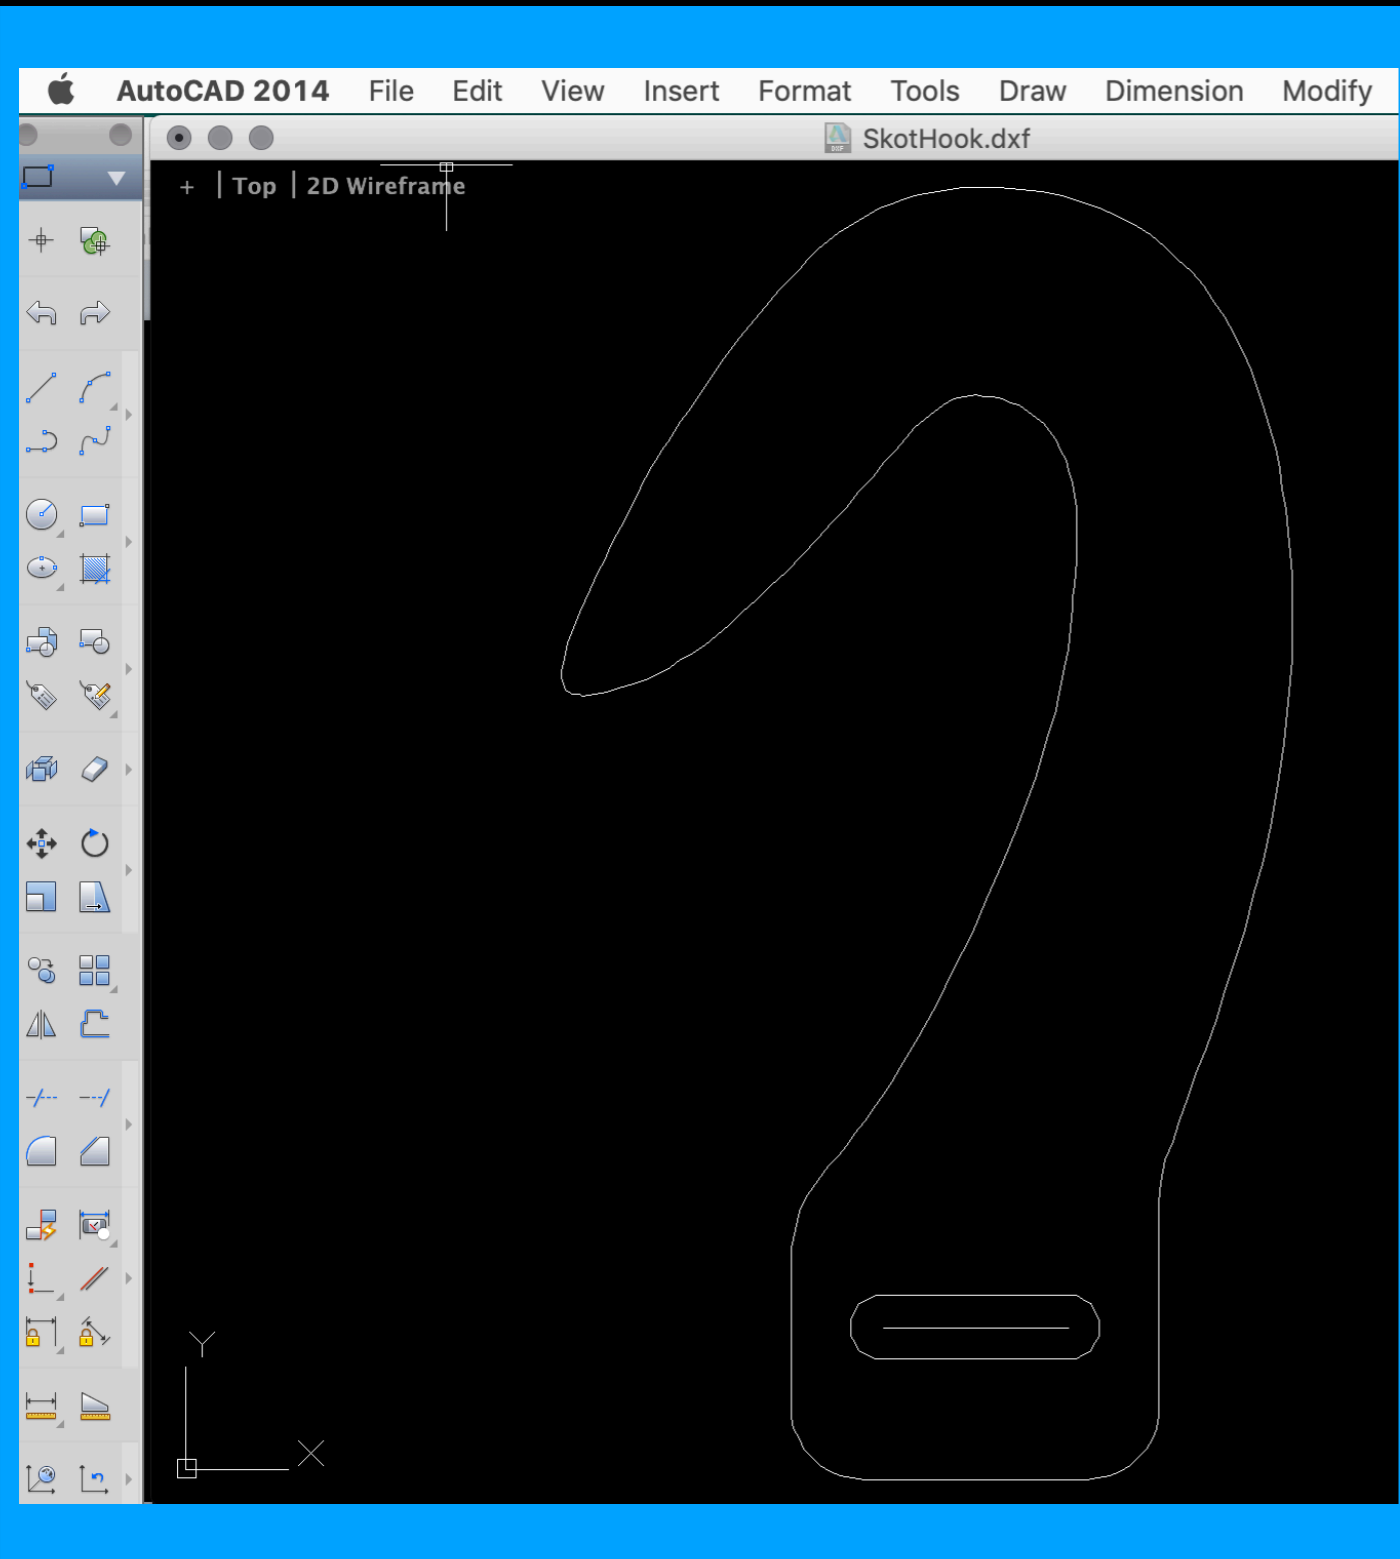 AutoCAD 2014 File Edit View Insert Format Tools Draw Dimension Modify
SkotHook.dxf
+ | Top | 2D Wireframe
Y
X